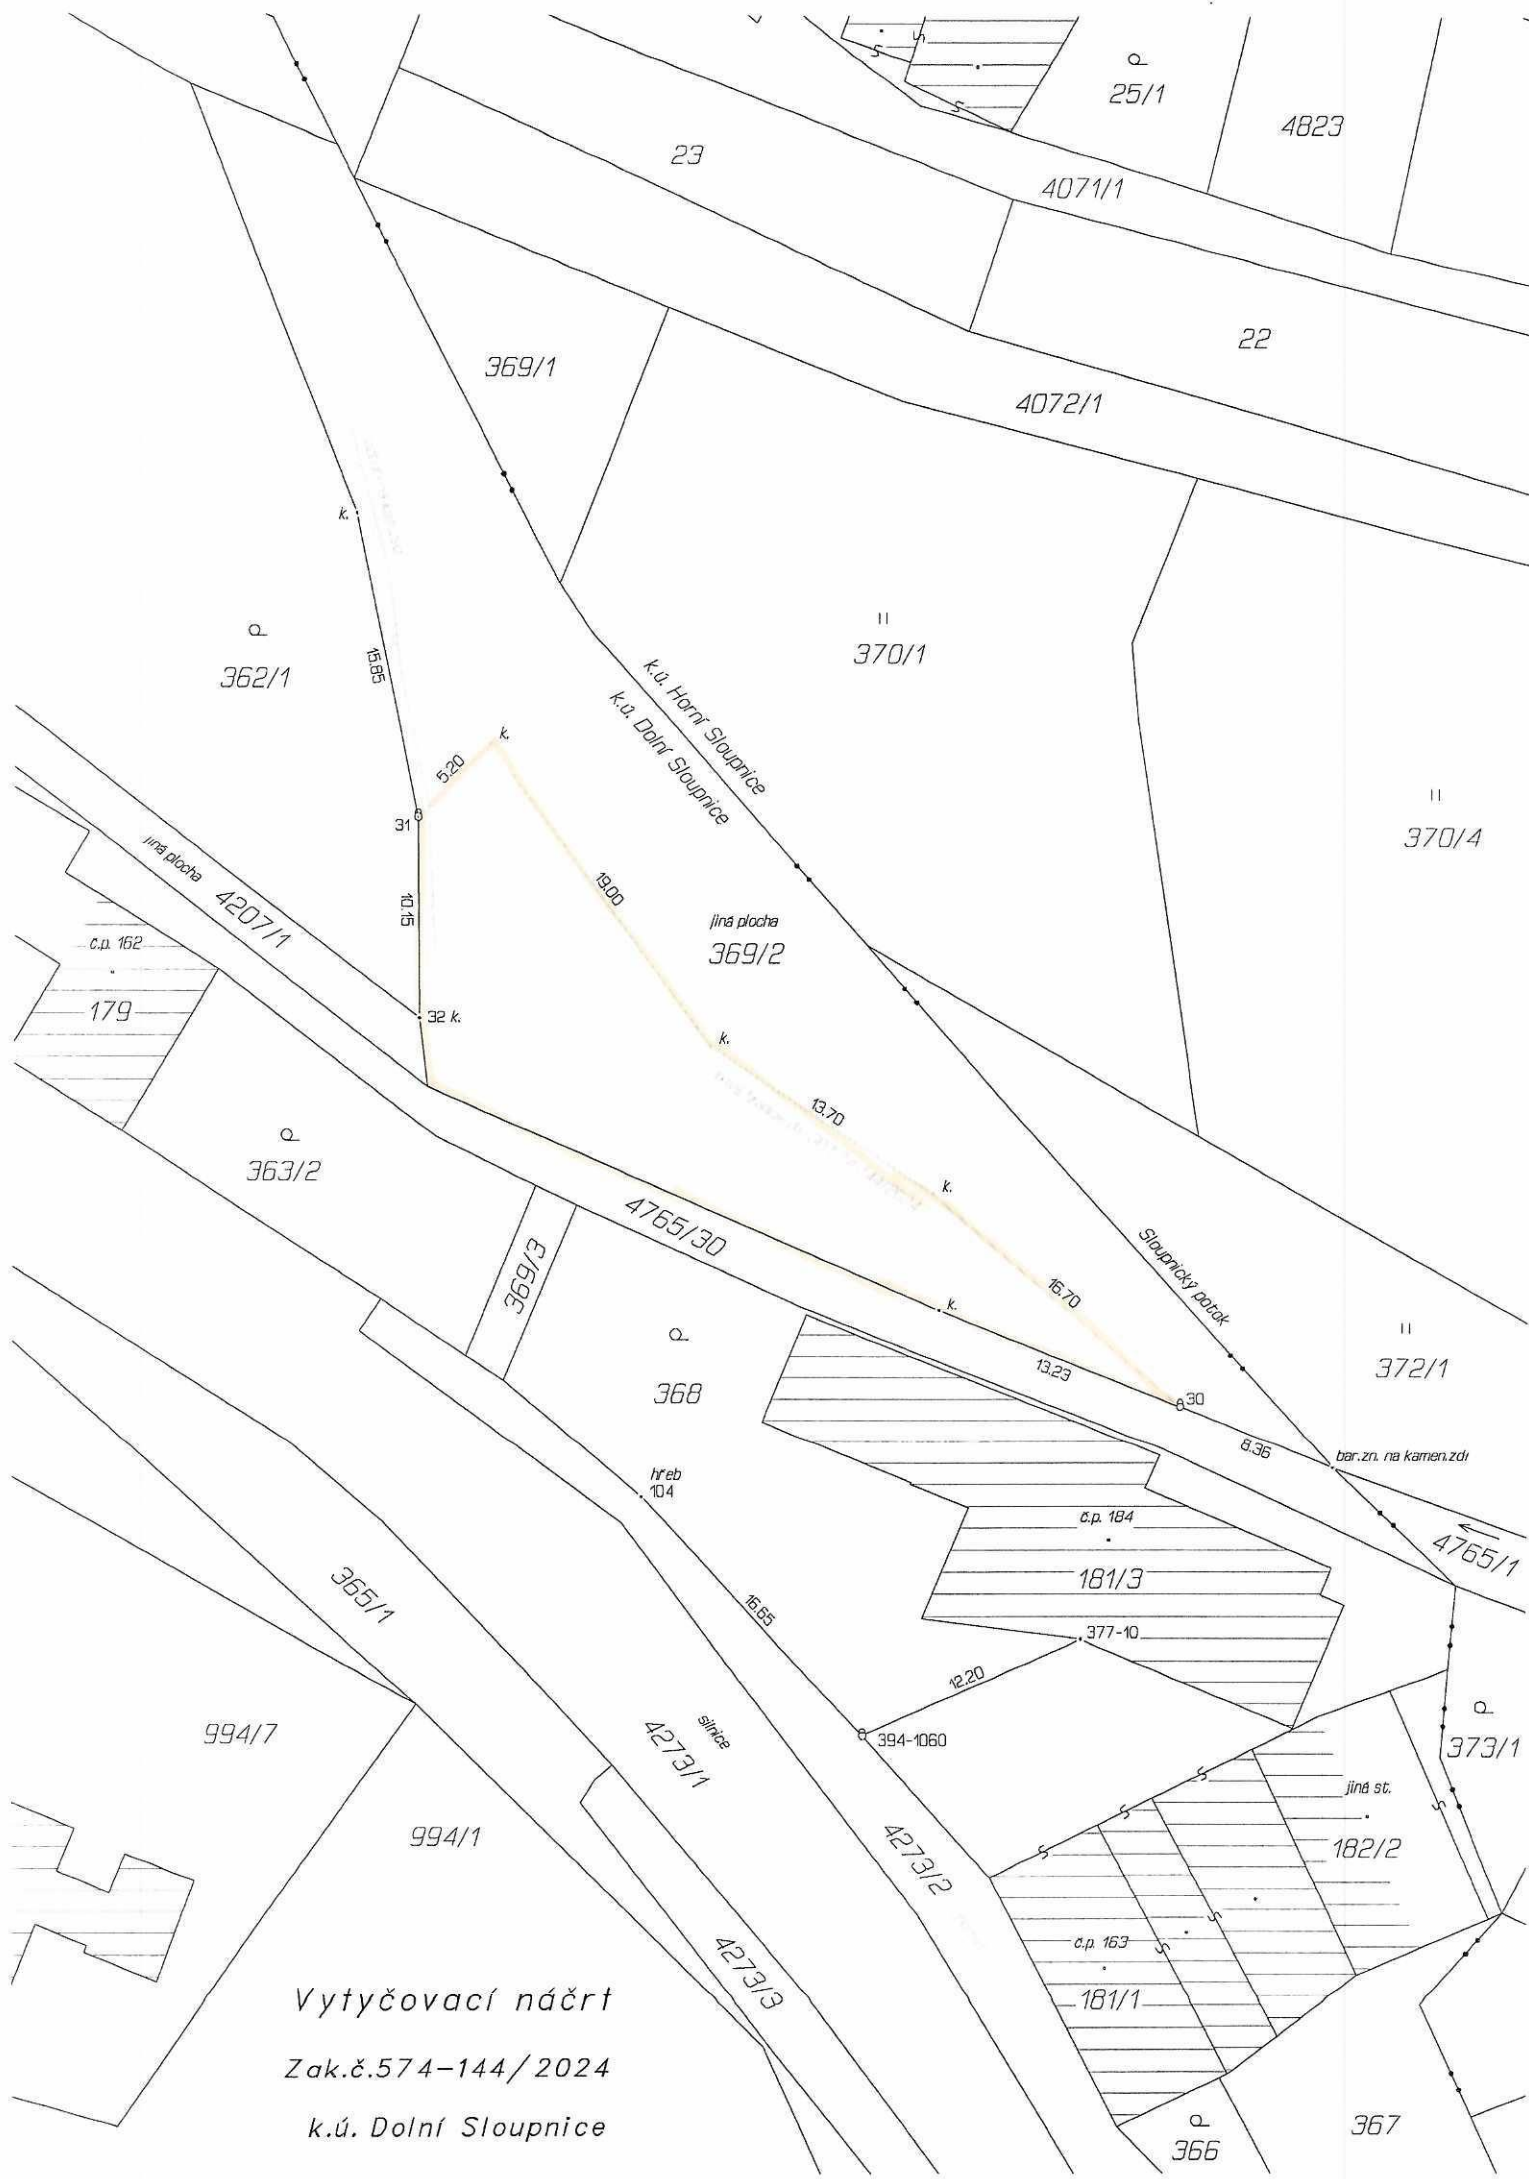 25/1
4823
23
4071/1
22
369/1
4072/1
k.
370/1
362/1
15.85
k.ú. Horní Sloupnice
k.ú. Dolní Sloupnice
k.
5.20
31
370/4
jiná plocha
4207/1
19.00
10.15
jiná plocha
369/2
č.p. 162
179
32 k.
k.
13.70
363/2
k.
4765/30
369/3
Sloupnický potok
16.70
k.
368
13.23
372/1
30
8.36
bar.zn. na kamen.zdi
hřeb
104
č.p. 184
4765/1
181/3
365/1
16.65
377-10
12.20
394-1060
994/7
silnice
4273/1
373/1
jiná st.
182/2
994/1
4273/2
č.p. 163
4273/3
181/1
Vytyčovací náčrt
Zak.č.574-144/2024
k.ú. Dolní Sloupnice
366
367